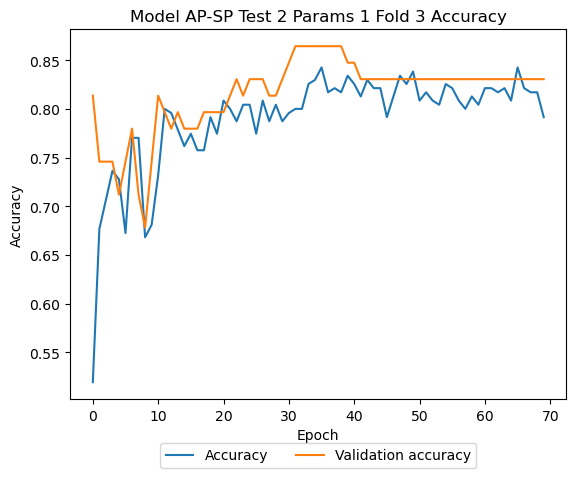 Model AP-SP Test 2 Params 1 Fold 3 Accuracy
Accuracy
0.85
0.80
0.75
0.70
0.65
0.60
0.55
0 10 20 30 40 50 60 70
Epoch
Accuracy Validation accuracy